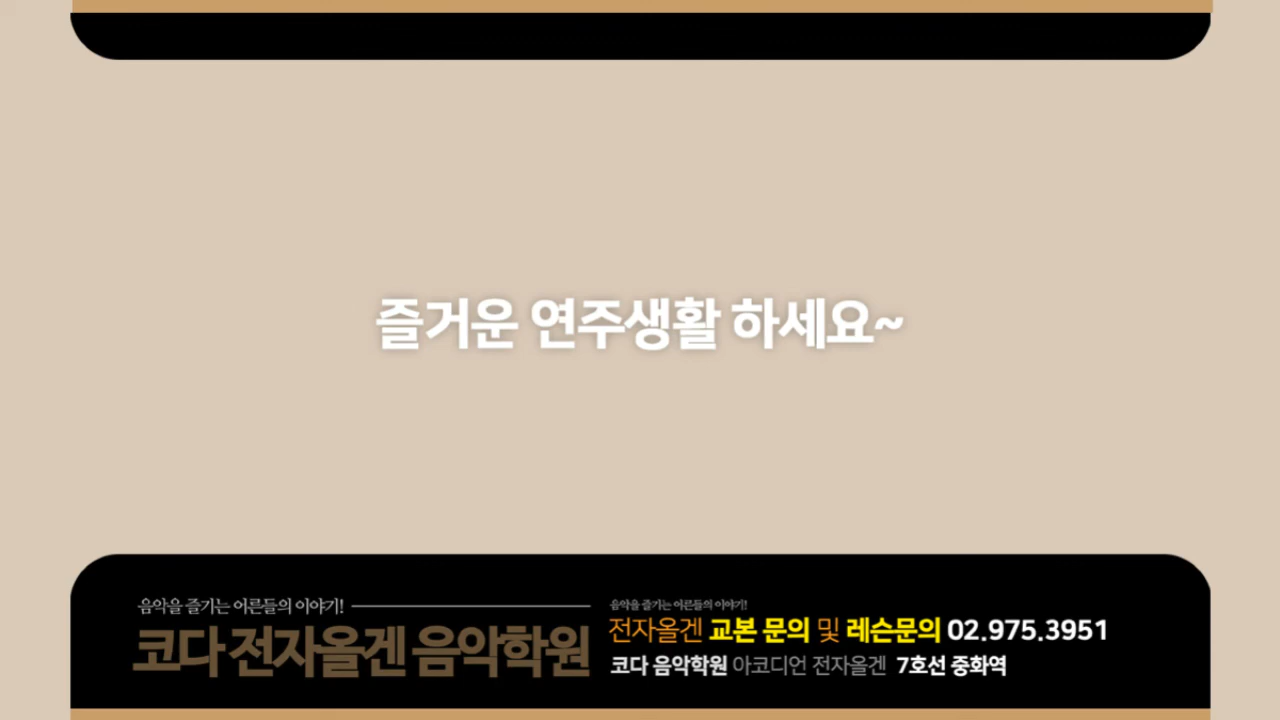 즐거운 연주생활 하세요~
음악을 즐기는 어른들의 이야기!
코다 전자올겐 음악학원
음악을 즐기는 어른들의 이야기!
전자올겐 교본 문의 및 레슨문의 02.975.3951
코다 음악학원 아코디언 전자올겐 7호선 중화역